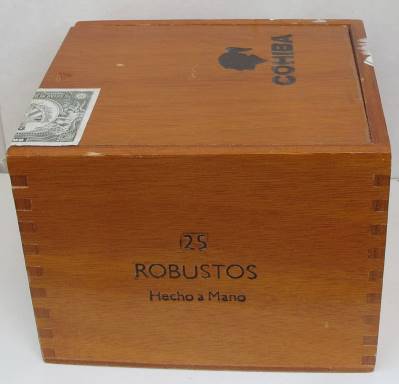 COHIBA
25
ROBUSTOS
Hecho a Mano